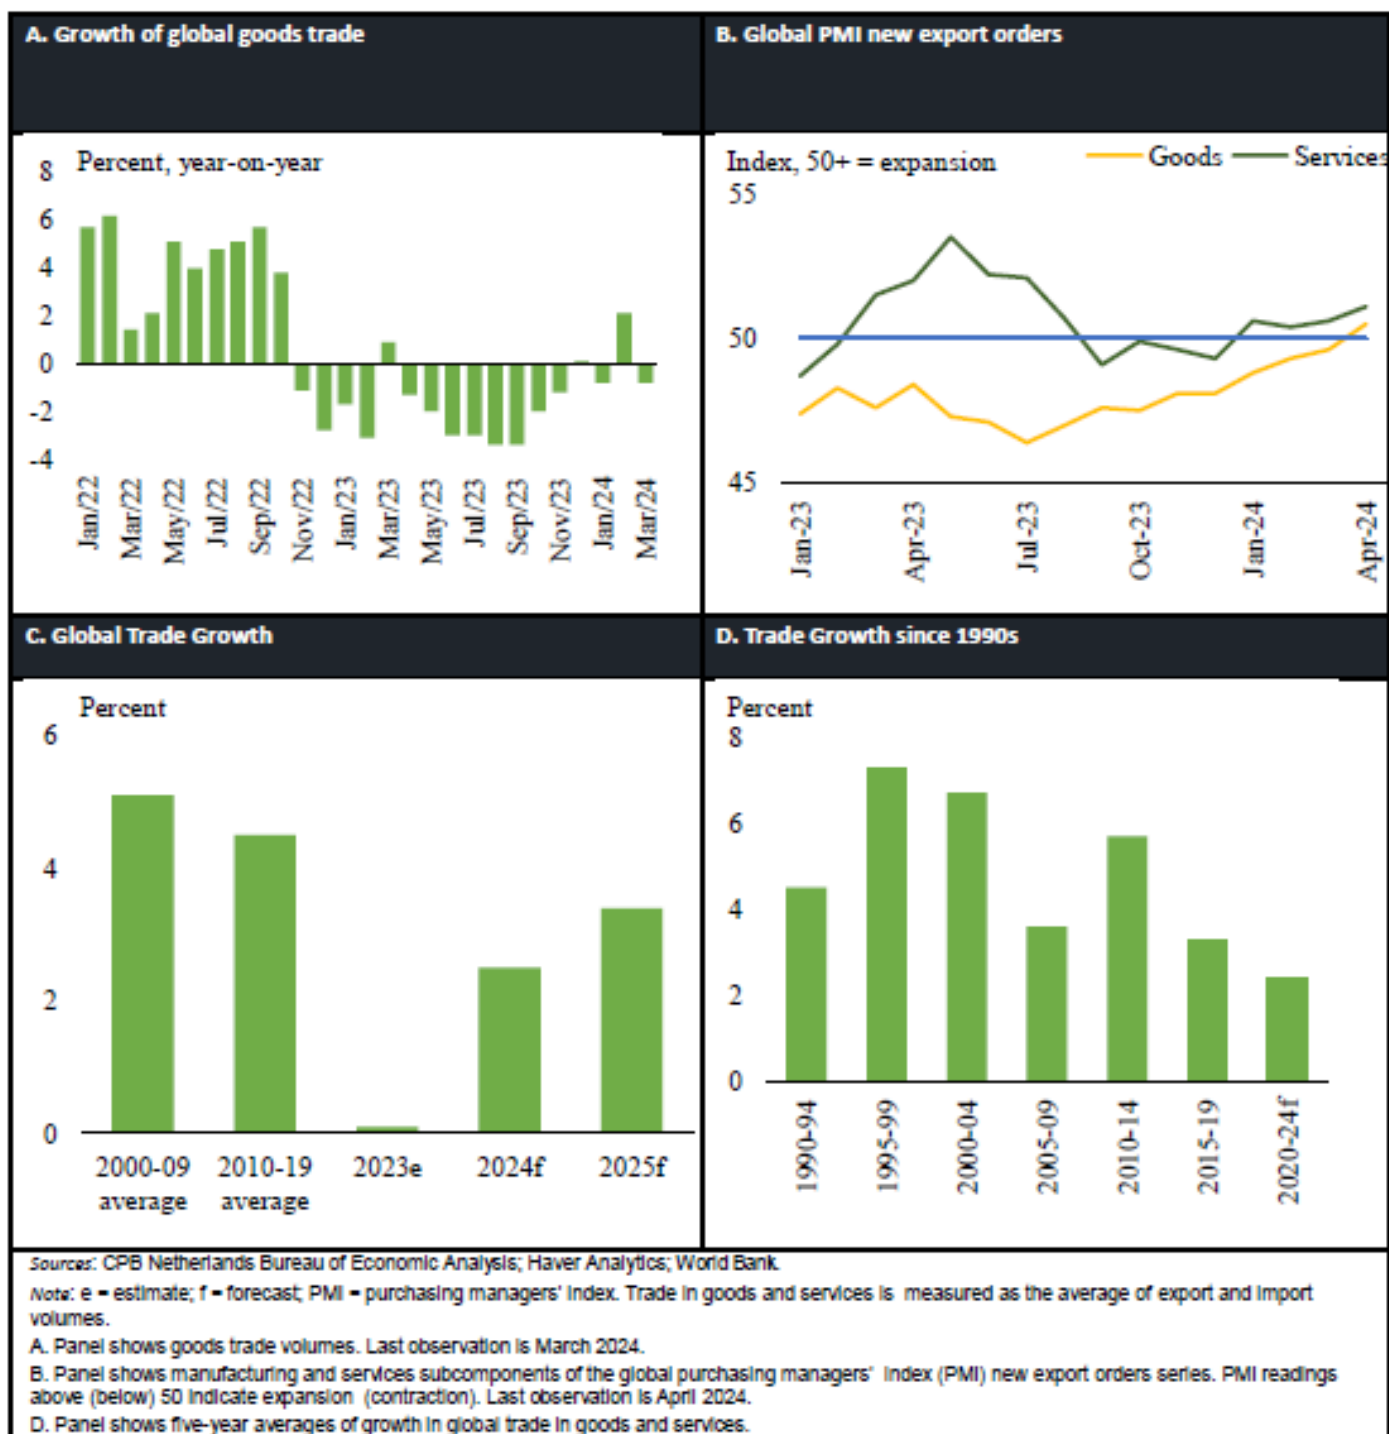 A. Growth of global goods trade
Percent, year-on-year
8
6
4
2
0
-2
-4
Jan/22
Mar/22
May/22
Jul/22
Sep/22
Nov/22
Jan/23
Mar/23
May/23
Jul/23
Sep/23
Nov/23
Jan/24
Mar/24
B. Global PMI new export orders
Index, 50+ = expansion
Goods
Services
55
50
45
Jan-23
Apr-23
Jul-23
Oct-23
Jan-24
Apr-24
C. Global Trade Growth
Percent
6
4
2
0
2000-09
average
2010-19
average
2023e
2024f
2025f
D. Trade Growth since 1990s
Percent
8
6
4
2
0
1990-94
1995-99
2000-04
2005-09
2010-14
2015-19
2020-24f
Sources: CPB Netherlands Bureau of Economic Analysis; Haver Analytics; World Bank.
Note: e = estimate; f = forecast; PMI = purchasing managers' index. Trade in goods and services is measured as the average of export and import
volumes.
A. Panel shows goods trade volumes. Last observation is March 2024.
B. Panel shows manufacturing and services subcomponents of the global purchasing managers' index (PMI) new export orders series. PMI readings
above (below) 50 indicate expansion (contraction). Last observation is April 2024.
D. Panel shows five-year averages of growth in global trade in goods and services.